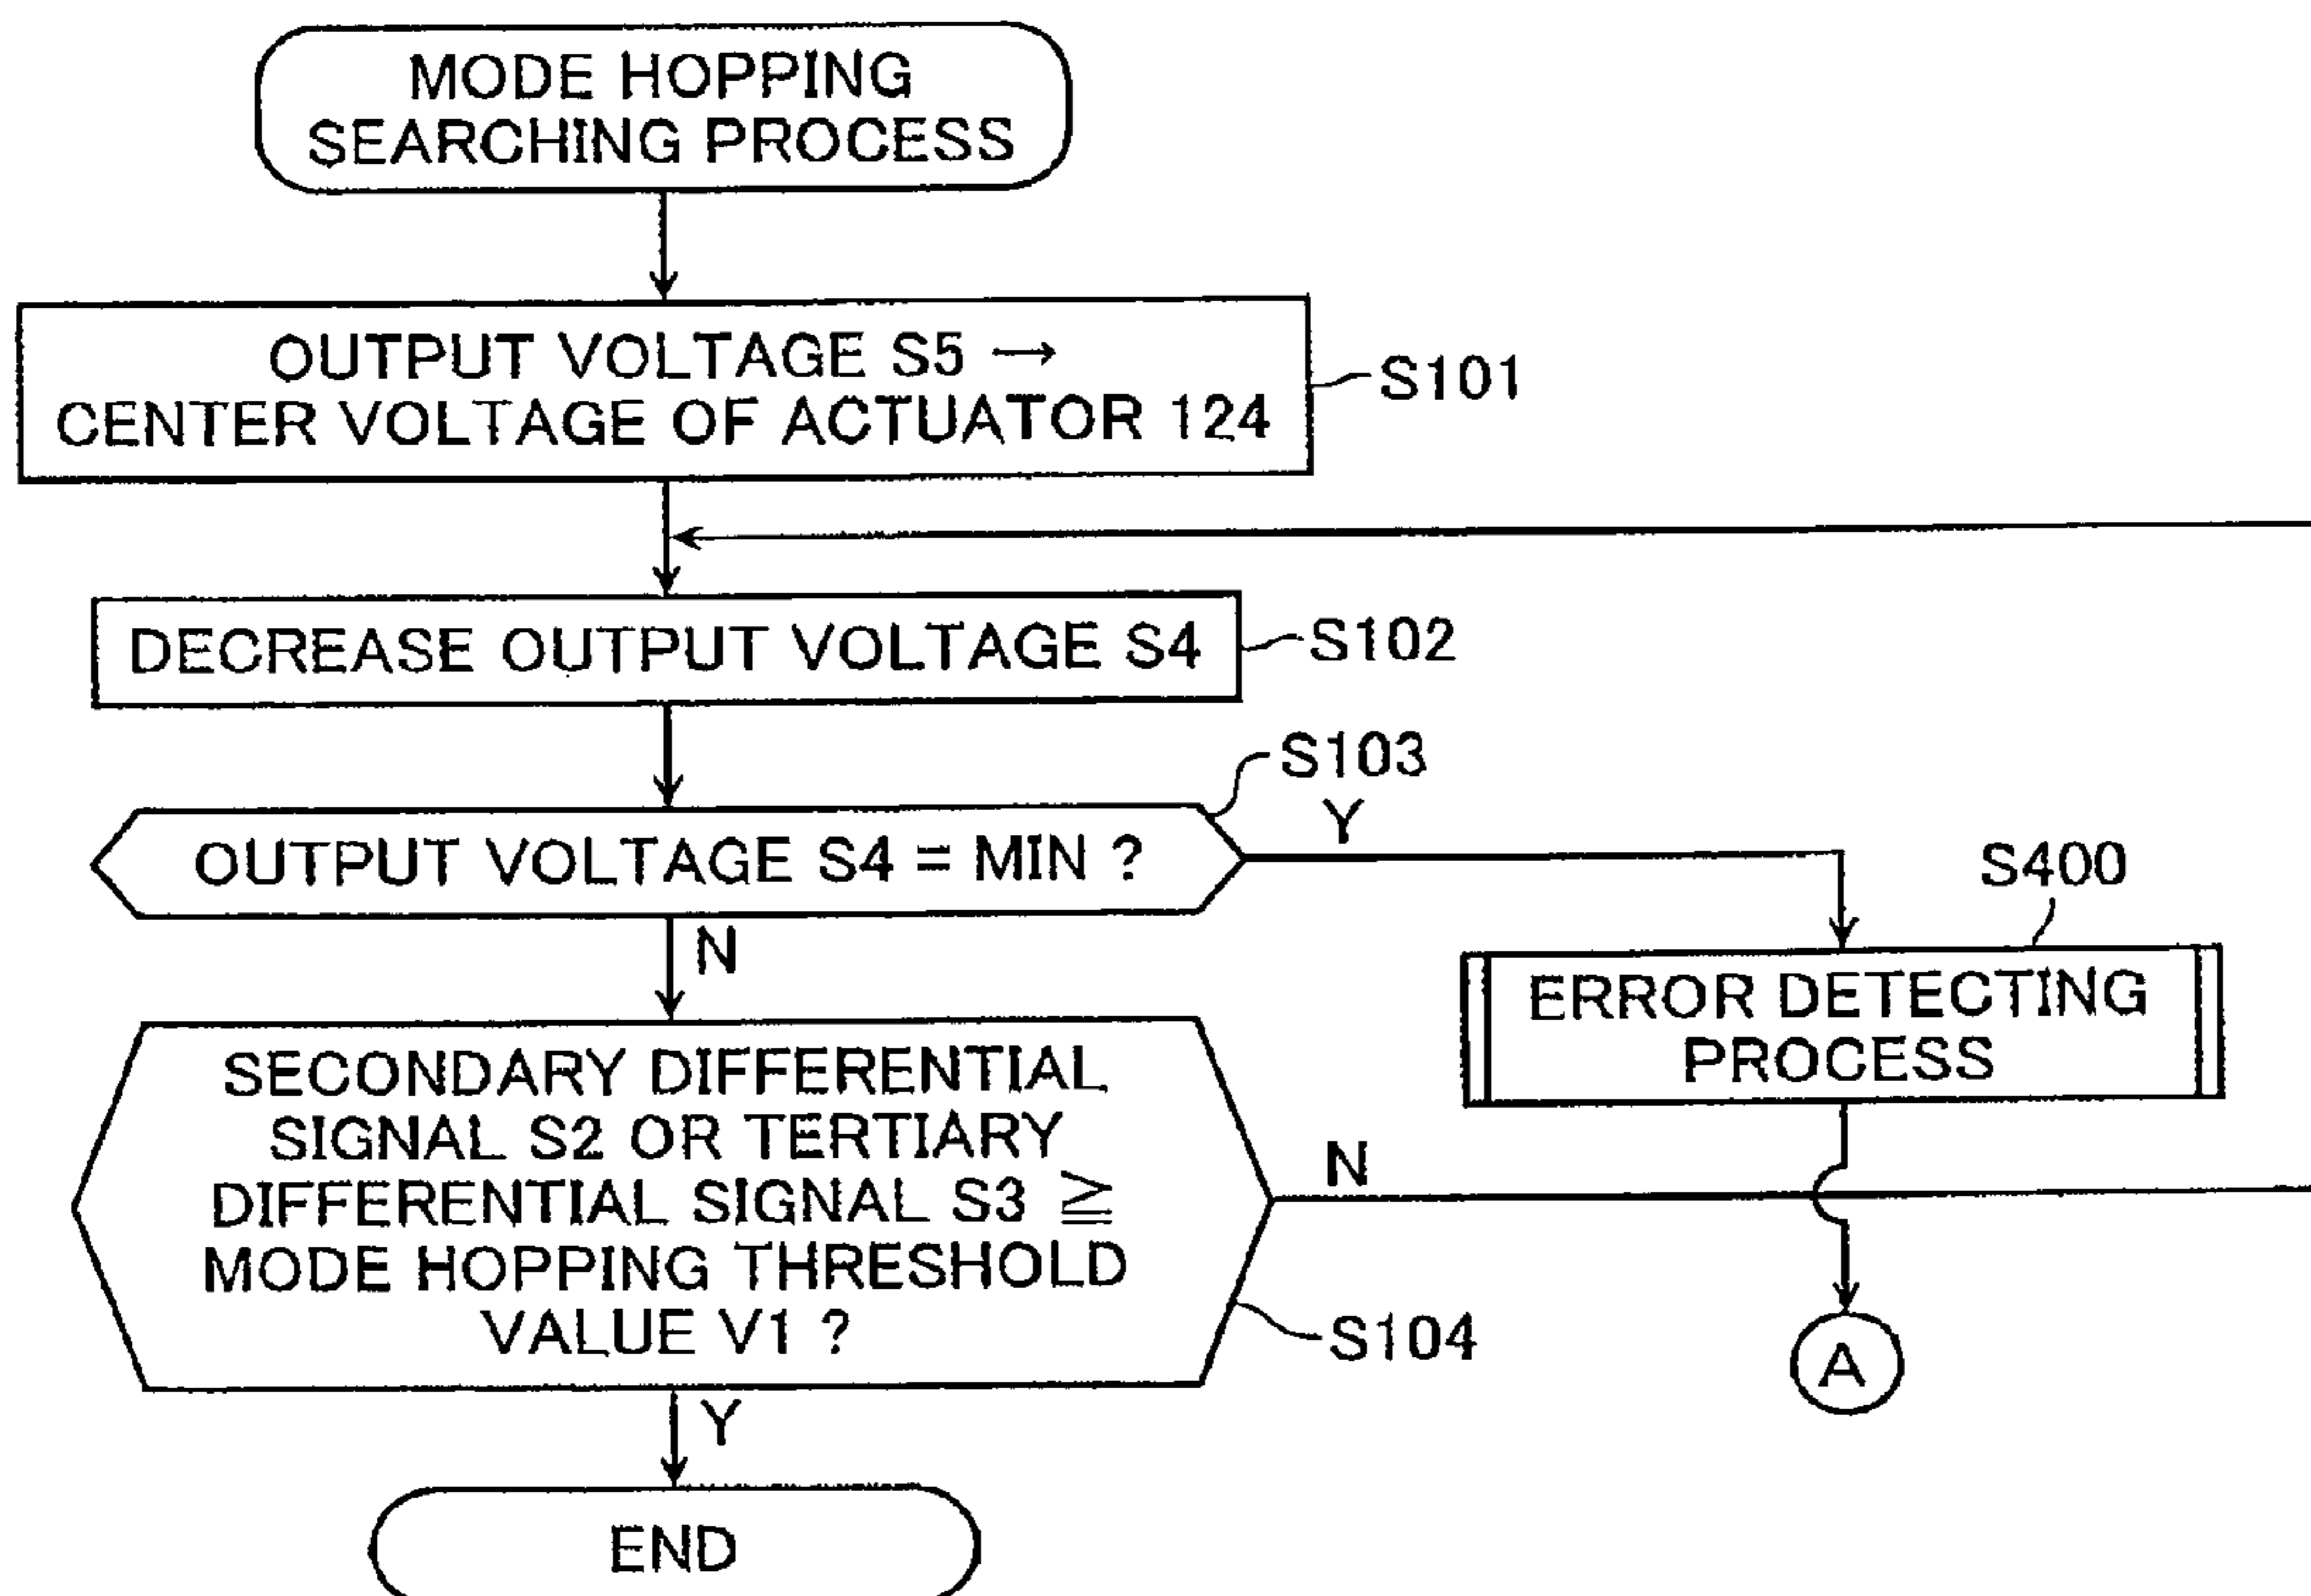 MODE HOPPING
SEARCHING PROCESS
OUTPUT VOLTAGE S5 →
CENTER VOLTAGE OF ACTUATOR 124
S101
DECREASE OUTPUT VOLTAGE S4
S102
S103
OUTPUT VOLTAGE S4 = MIN ?
Y
N
S400
ERROR DETECTING
PROCESS
SECONDARY DIFFERENTIAL
SIGNAL S2 OR TERTIARY
DIFFERENTIAL SIGNAL S3 ≧
MODE HOPPING THRESHOLD
VALUE V1 ?
N
S104
A
Y
END